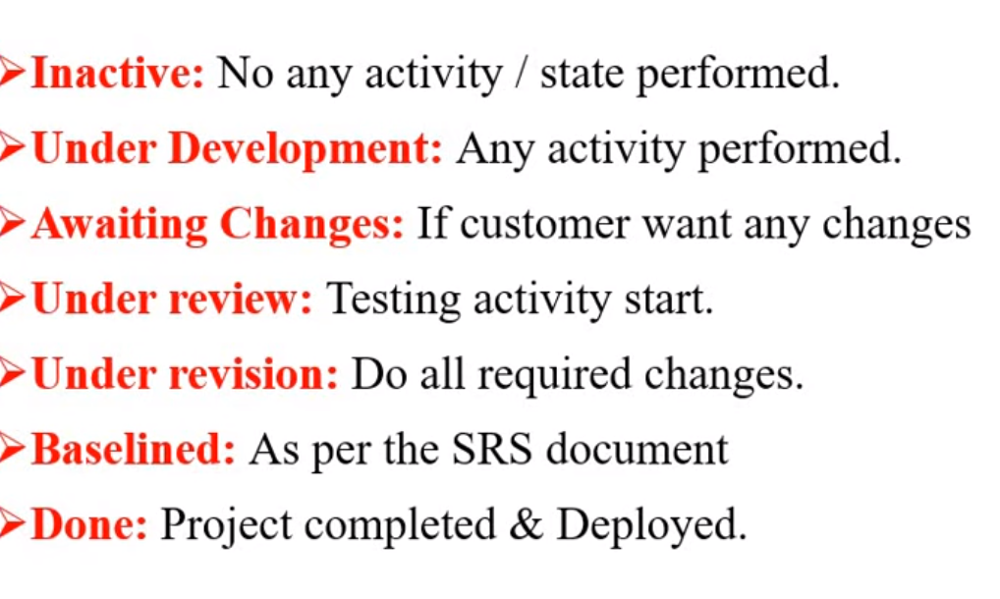 ➢Inactive: No any activity / state performed.
➢Under Development: Any activity performed.
➢Awaiting Changes: If customer want any changes
➢Under review: Testing activity start.
➢Under revision: Do all required changes.
➢Baselined: As per the SRS document
➢Done: Project completed & Deployed.